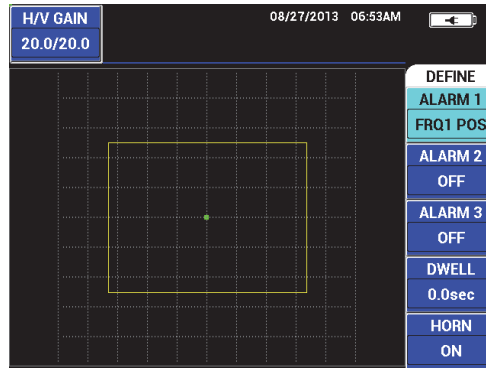 H/V GAIN
20.0/20.0
08/27/2013 06:53AM
DEFINE
ALARM 1
FRQ1 POS
ALARM 2
OFF
ALARM 3
OFF
DWELL
0.0sec
HORN
ON